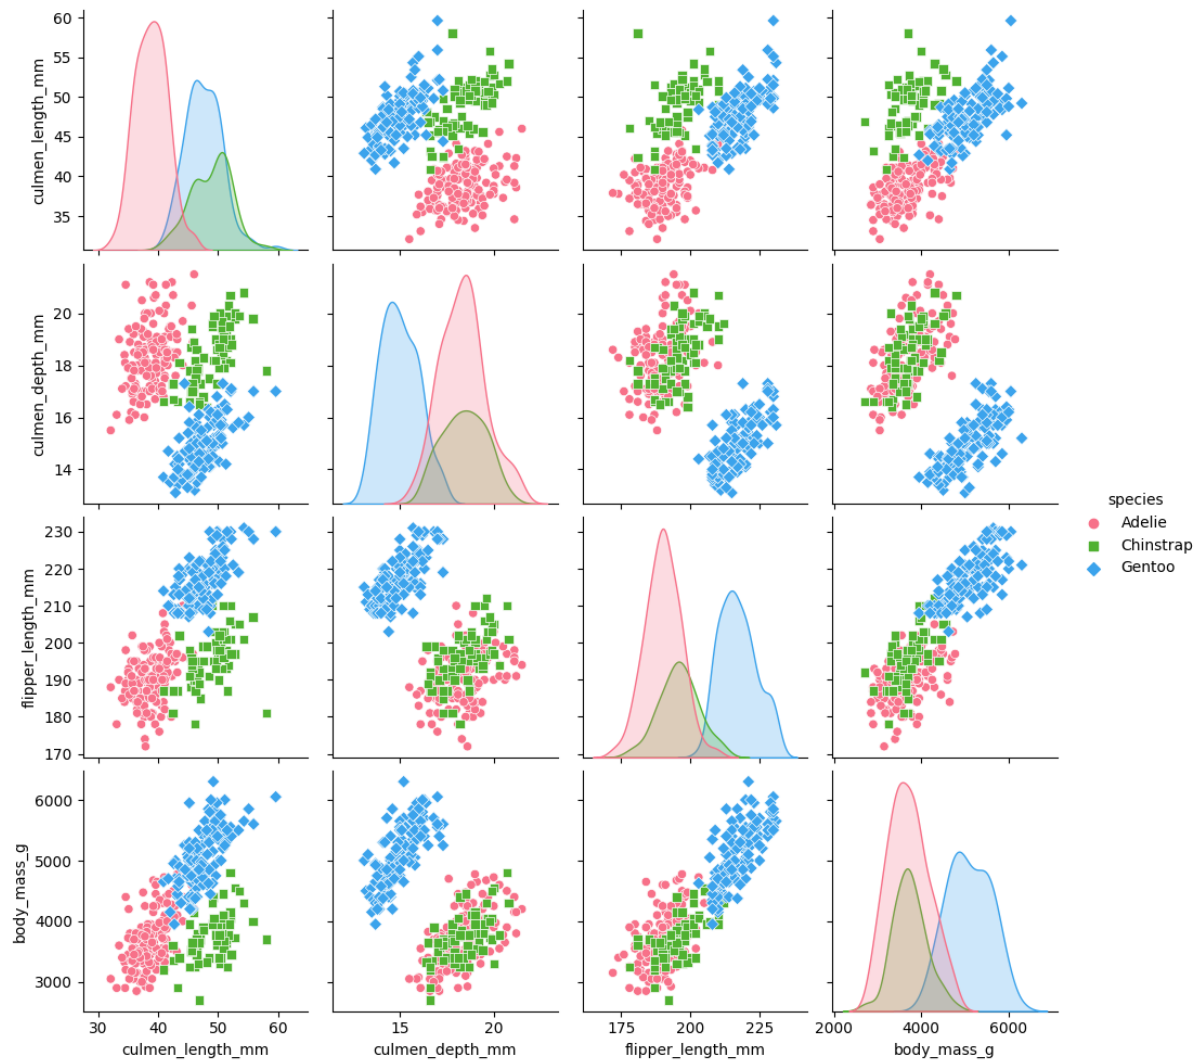 60
55
50
45
40
35
culmen_length_mm
20
18
16
14
culmen_depth_mm
species
Adelie
Chinstrap
Gentoo
230
220
210
200
190
180
170
flipper_length_mm
6000
5000
4000
3000
body_mass_g
30 40 50 60
15 20
175 200 225
2000 4000 6000
culmen_length_mm
culmen_depth_mm
flipper_length_mm
body_mass_g